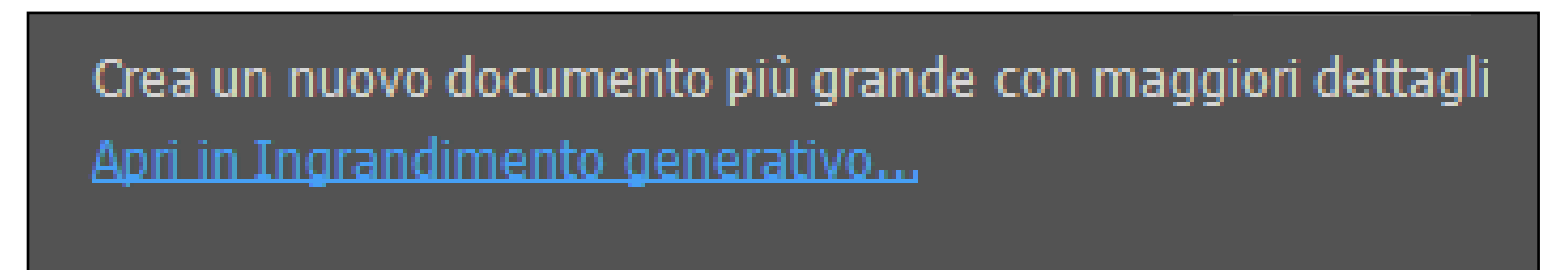 Crea un nuovo documento più grande con maggiori dettagli
Apri in Ingrandimento generativo...